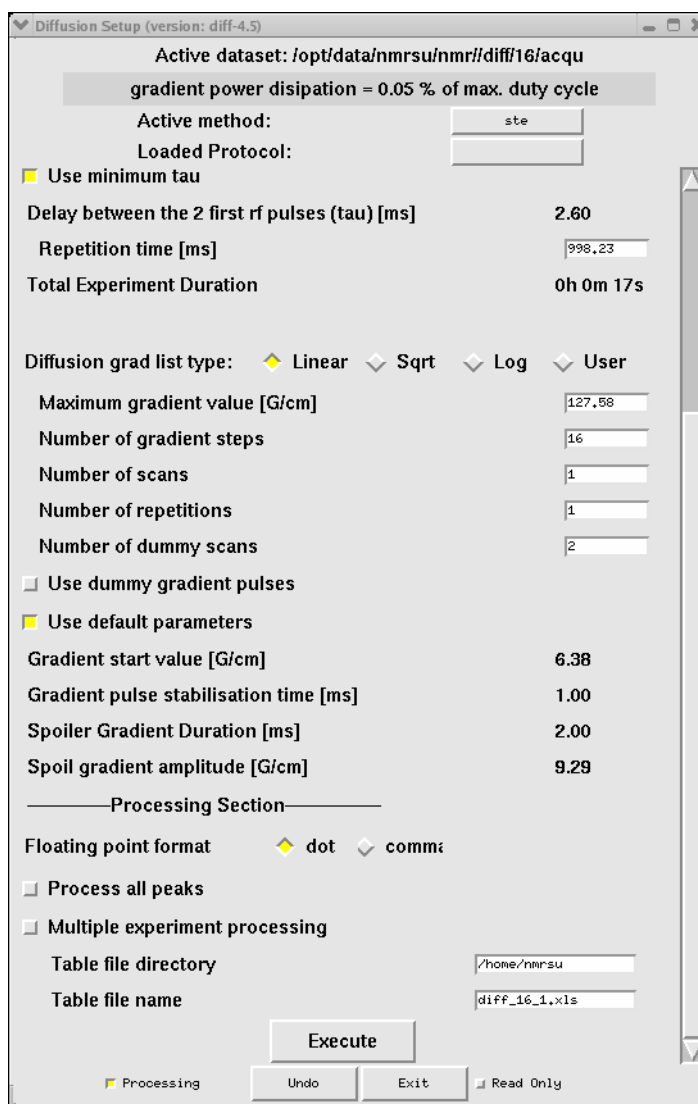 Diffusion Setup (version: diff-4.5)
Active dataset: /opt/data/nmrsu/nmr//diff/16/acqu
gradient power disipation = 0.05 % of max. duty cycle
Active method: ste
Loaded Protocol:
Use minimum tau
Delay between the 2 first rf pulses (tau) [ms] 2.60
Repetition time [ms] 998.23
Total Experiment Duration 0h 0m 17s
Diffusion grad list type: Linear Sqrt Log User
Maximum gradient value [G/cm] 127.58
Number of gradient steps 16
Number of scans 1
Number of repetitions 1
Number of dummy scans 2
Use dummy gradient pulses
Use default parameters
Gradient start value [G/cm] 6.38
Gradient pulse stabilisation time [ms] 1.00
Spoiler Gradient Duration [ms] 2.00
Spoil gradient amplitude [G/cm] 9.29
Processing Section
Floating point format dot comma
Process all peaks
Multiple experiment processing
Table file directory /home/nmrsu
Table file name diff_16_1.xls
Execute
Processing Undo Exit Read Only